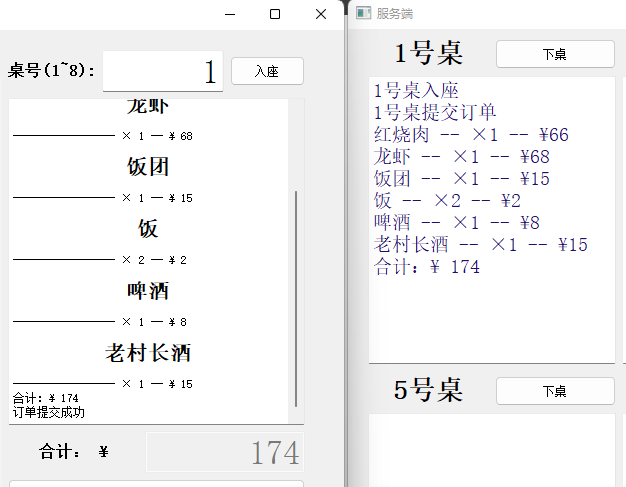 桌号(1~8): 1 入座
龙虾
× 1 — ¥ 68
饭团
× 1 — ¥ 15
饭
× 2 — ¥ 2
啤酒
× 1 — ¥ 8
老村长酒
× 1 — ¥ 15
合计: ¥ 174
订单提交成功
合计: ¥ 174
服务端
1号桌 下桌
1号桌入座
1号桌提交订单
红烧肉 -- ×1 -- ¥66
龙虾 -- ×1 -- ¥68
饭团 -- ×1 -- ¥15
饭 -- ×2 -- ¥2
啤酒 -- ×1 -- ¥8
老村长酒 -- ×1 -- ¥15
合计: ¥ 174
5号桌 下桌